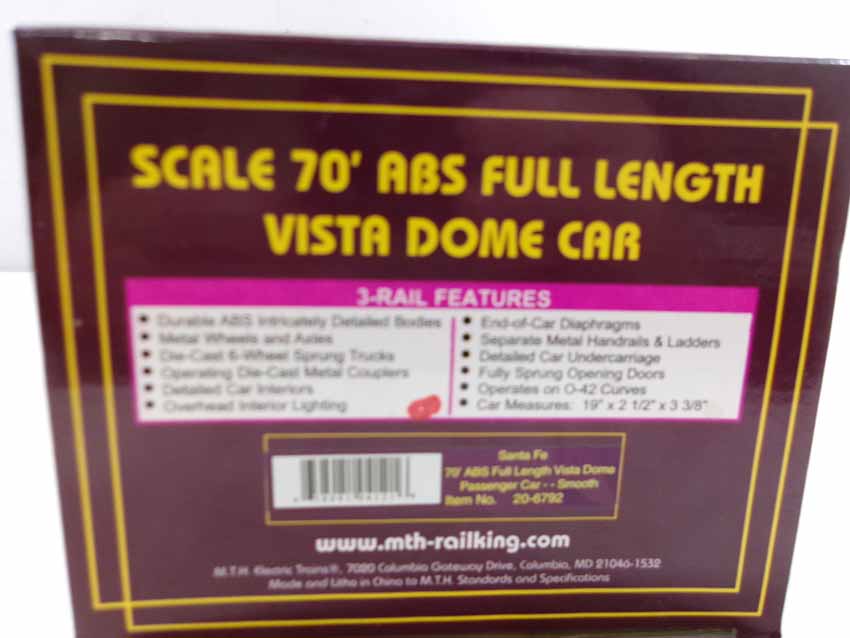 SCALE 70' ABS FULL LENGTH
VISTA DOME CAR
3-RAIL FEATURES
• Durable ABS Intricately Detailed Bodies
• Metal Wheels and Axles
• Die-Cast 6-Wheel Sprung Trucks
• Operating Die-Cast Metal Couplers
• Detailed Car Interiors
• Overhead Interior Lighting
• End-of-Car Diaphragms
• Separate Metal Handrails & Ladders
• Detailed Car Undercarriage
• Fully Sprung Opening Doors
• Operates on O-42 Curves
• Car Measures: 19" x 2 1/2" x 3 3/8"
Santa Fe
70' ABS Full Length Vista Dome
Passenger Car - - Smooth
Item No. 20-6792
www.mth-railking.com
M.T.H. Electric Trains®, 7020 Columbia Gateway Drive, Columbia, MD 21046-1532
Made and Litho in China to M.T.H. Standards and Specifications